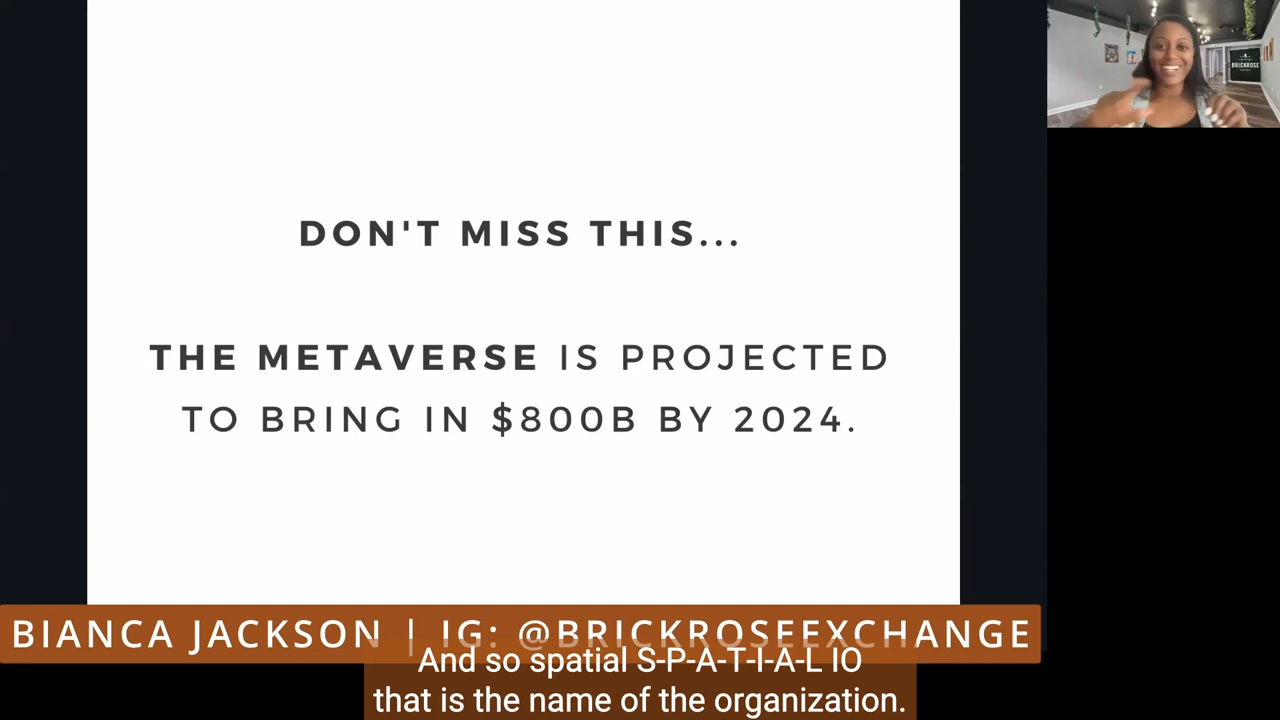 DON'T MISS THIS...
THE METAVERSE IS PROJECTED
TO BRING IN $800B BY 2024.
BRICKROSE
BIANCA JACKSON | IG: @BRICKROSEEXCHANGE
And so spatial S-P-A-T-I-A-L IO
that is the name of the organization.